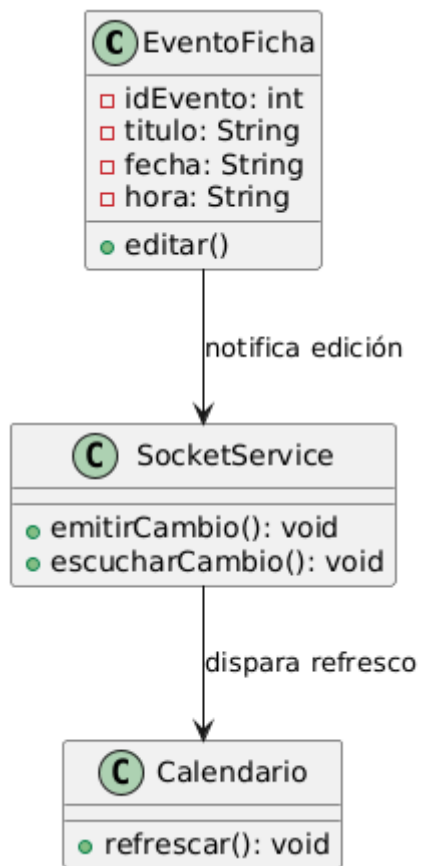 C EventoFicha
idEvento: int
titulo: String
fecha: String
hora: String
editar()
notifica edición
C SocketService
emitirCambio(): void
escucharCambio(): void
dispara refresco
C Calendario
refrescar(): void